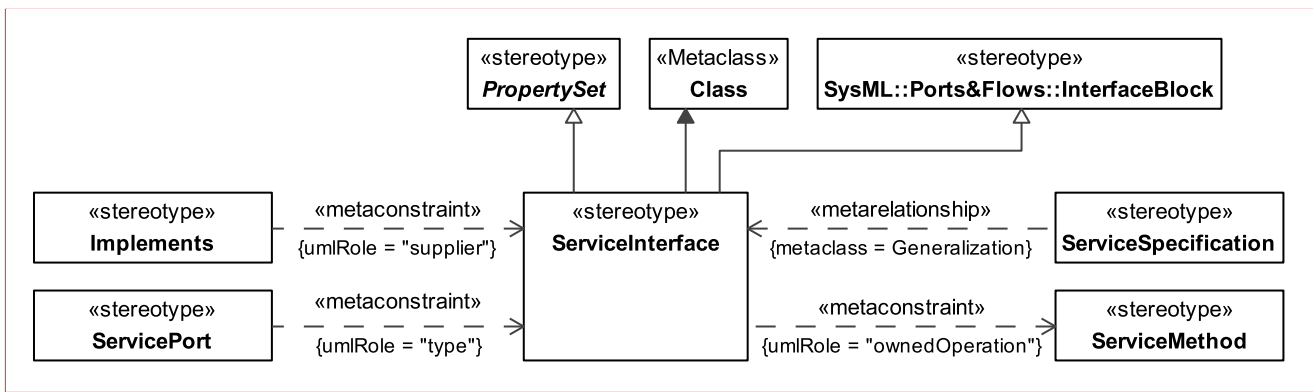 «stereotype»
PropertySet
«Metaclass»
Class
«stereotype»
SysML::Ports&Flows::InterfaceBlock
«stereotype»
Implements
«metaconstraint»
{umlRole = "supplier"}
«stereotype»
ServiceInterface
«metarelationship»
{metaclass = Generalization}
«stereotype»
ServiceSpecification
«stereotype»
ServicePort
«metaconstraint»
{umlRole = "type"}
«metaconstraint»
{umlRole = "ownedOperation"}
«stereotype»
ServiceMethod